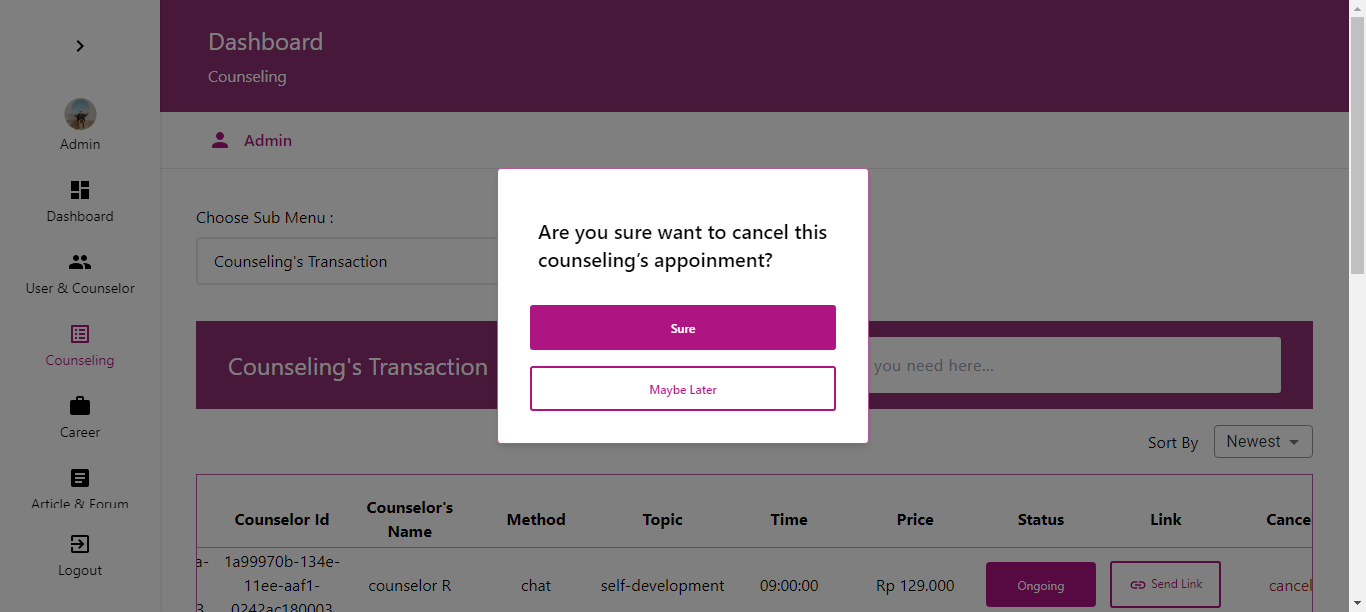 Dashboard
Counseling
Admin
Admin
Dashboard
User & Counselor
Counseling
Career
Article & Forum
Logout
Choose Sub Menu :
Counseling's Transaction
Are you sure want to cancel this
counseling’s appoinment?
Sure
Maybe Later
Counseling's Transaction
you need here...
Sort By
Newest
Counselor Id
Counselor's
Name
Method
Topic
Time
Price
Status
Link
Cance
a-
1a99970b-134e-
11ee-aaf1-
3
0242ac180003
counselor R
chat
self-development
09:00:00
Rp 129.000
Ongoing
Send Link
cancel